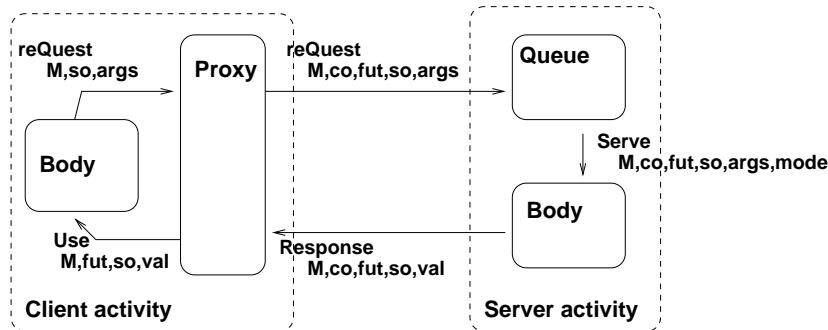 reQuest
M,so,args
Proxy
reQuest
M,co,fut,so,args
Queue
Body
Serve
M,co,fut,so,args,mode
Body
Use
M,fut,so,val
Response
M,co,fut,so,val
Client activity
Server activity